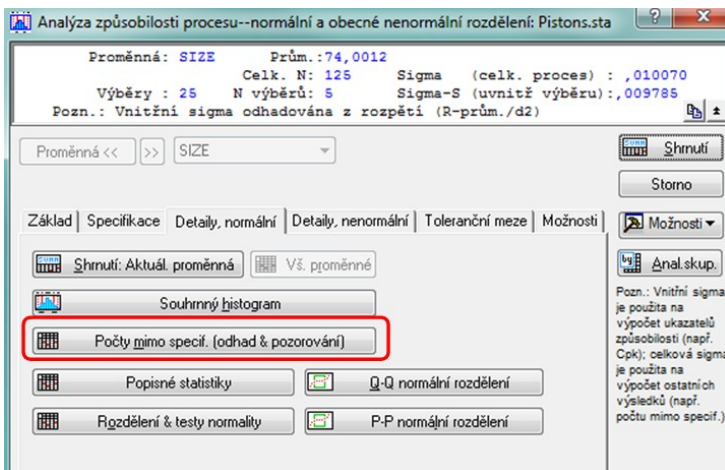 Analýza způsobilosti procesu--normální a obecné nenormální rozdělení: Pistons.sta
Proměnná: SIZE Prům.:74,0012
Celk. N: 125 Sigma (celk. proces) : ,010070
Výběry : 25 N výběrů: 5 Sigma-S (uvnitř výběru):,009785
Pozn.: Vnitřní sigma odhadována z rozpětí (R-prům./d2)
Proměnná << >> SIZE
Shrnutí
Storno
Základ Specifikace Detaily, normální Detaily, nenormální Toleranční meze Možnosti
Možnosti
Shrnutí: Aktuál. proměnná Vš. proměnné
Anal.skup.
Souhrnný histogram
Počty mimo specif. (odhad & pozorování)
Popisné statistiky Q-Q normální rozdělení
Rozdělení & testy normality P-P normální rozdělení
Pozn.: Vnitřní sigma
je použita na
výpočet ukazatelů
způsobilosti (např.
Cpk); celková sigma
je použita na
výpočet ostatních
výsledků (např.
počtu mimo specif.)